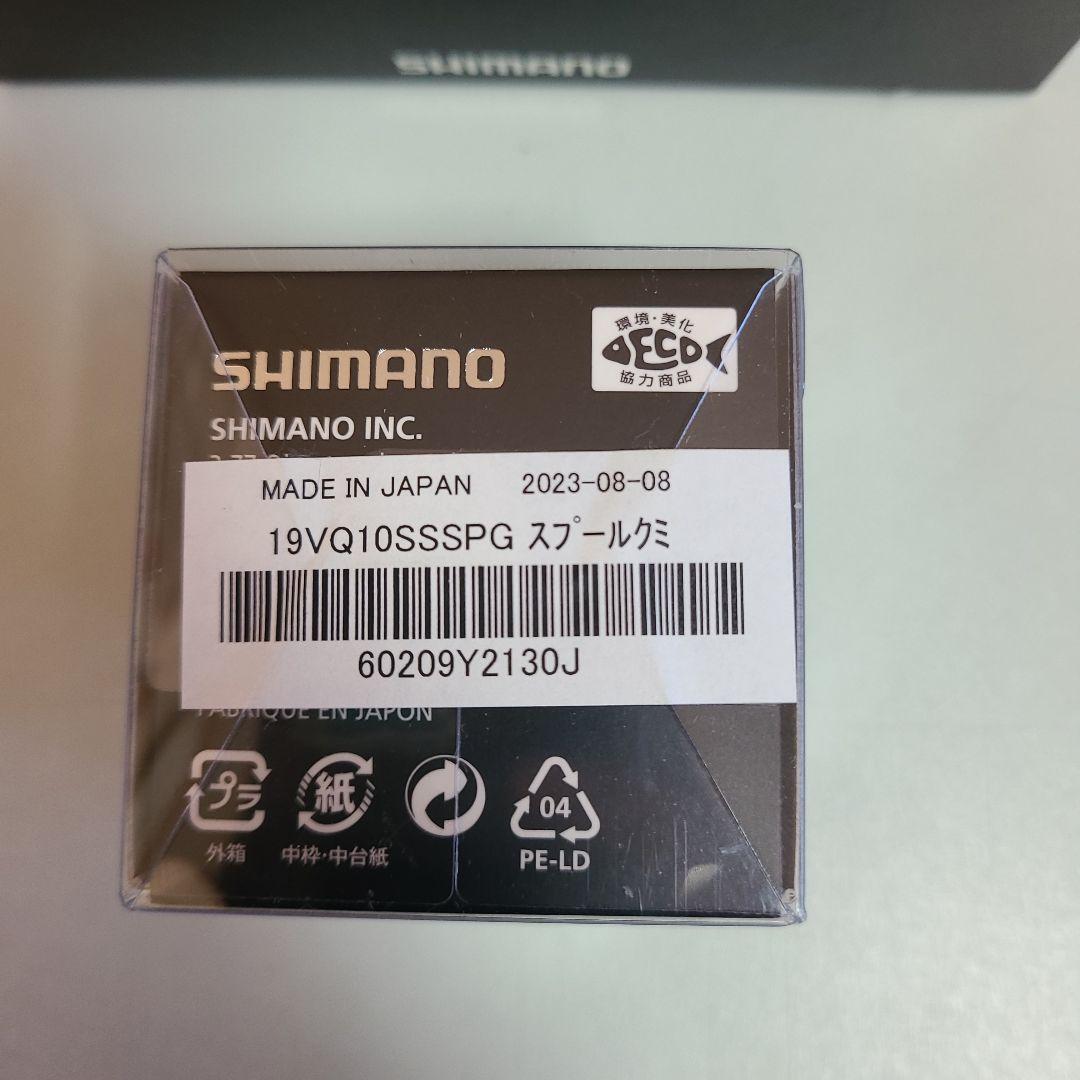 SHIMANO
環境・美化
ECO
協力商品
SHIMANO
SHIMANO INC.
MADE IN JAPAN 2023-08-08
19VQ10SSSPG スプールクミ
60209Y2130J
FABRIQUÉ EN JAPON
プラ
紙
04
外箱
中枠・中台紙
PE-LD